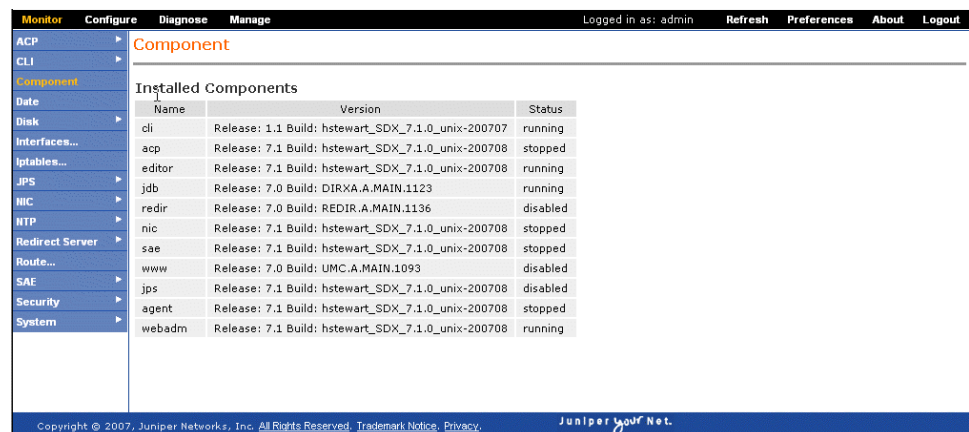 Monitor Configure Diagnose Manage Logged in as: admin Refresh Preferences About Logout
ACP
CLI
Component
Date
Disk
Interfaces...
Iptables...
JPS
NIC
NTP
Redirect Server
Route...
SAE
Security
System
Component
Installed Components
Name Version Status
cli Release: 1.1 Build: hstewart_SDX_7.1.0_unix-200707 running
acp Release: 7.1 Build: hstewart_SDX_7.1.0_unix-200708 stopped
editor Release: 7.1 Build: hstewart_SDX_7.1.0_unix-200708 running
jdb Release: 7.0 Build: DIRXA.A.MAIN.1123 running
redir Release: 7.0 Build: REDIR.A.MAIN.1136 disabled
nic Release: 7.1 Build: hstewart_SDX_7.1.0_unix-200708 stopped
sae Release: 7.1 Build: hstewart_SDX_7.1.0_unix-200708 stopped
www Release: 7.0 Build: UMC.A.MAIN.1093 disabled
jps Release: 7.1 Build: hstewart_SDX_7.1.0_unix-200708 disabled
agent Release: 7.1 Build: hstewart_SDX_7.1.0_unix-200708 stopped
webadm Release: 7.1 Build: hstewart_SDX_7.1.0_unix-200708 running
Copyright © 2007, Juniper Networks, Inc. All Rights Reserved. Trademark Notice. Privacy. Juniper your Net.